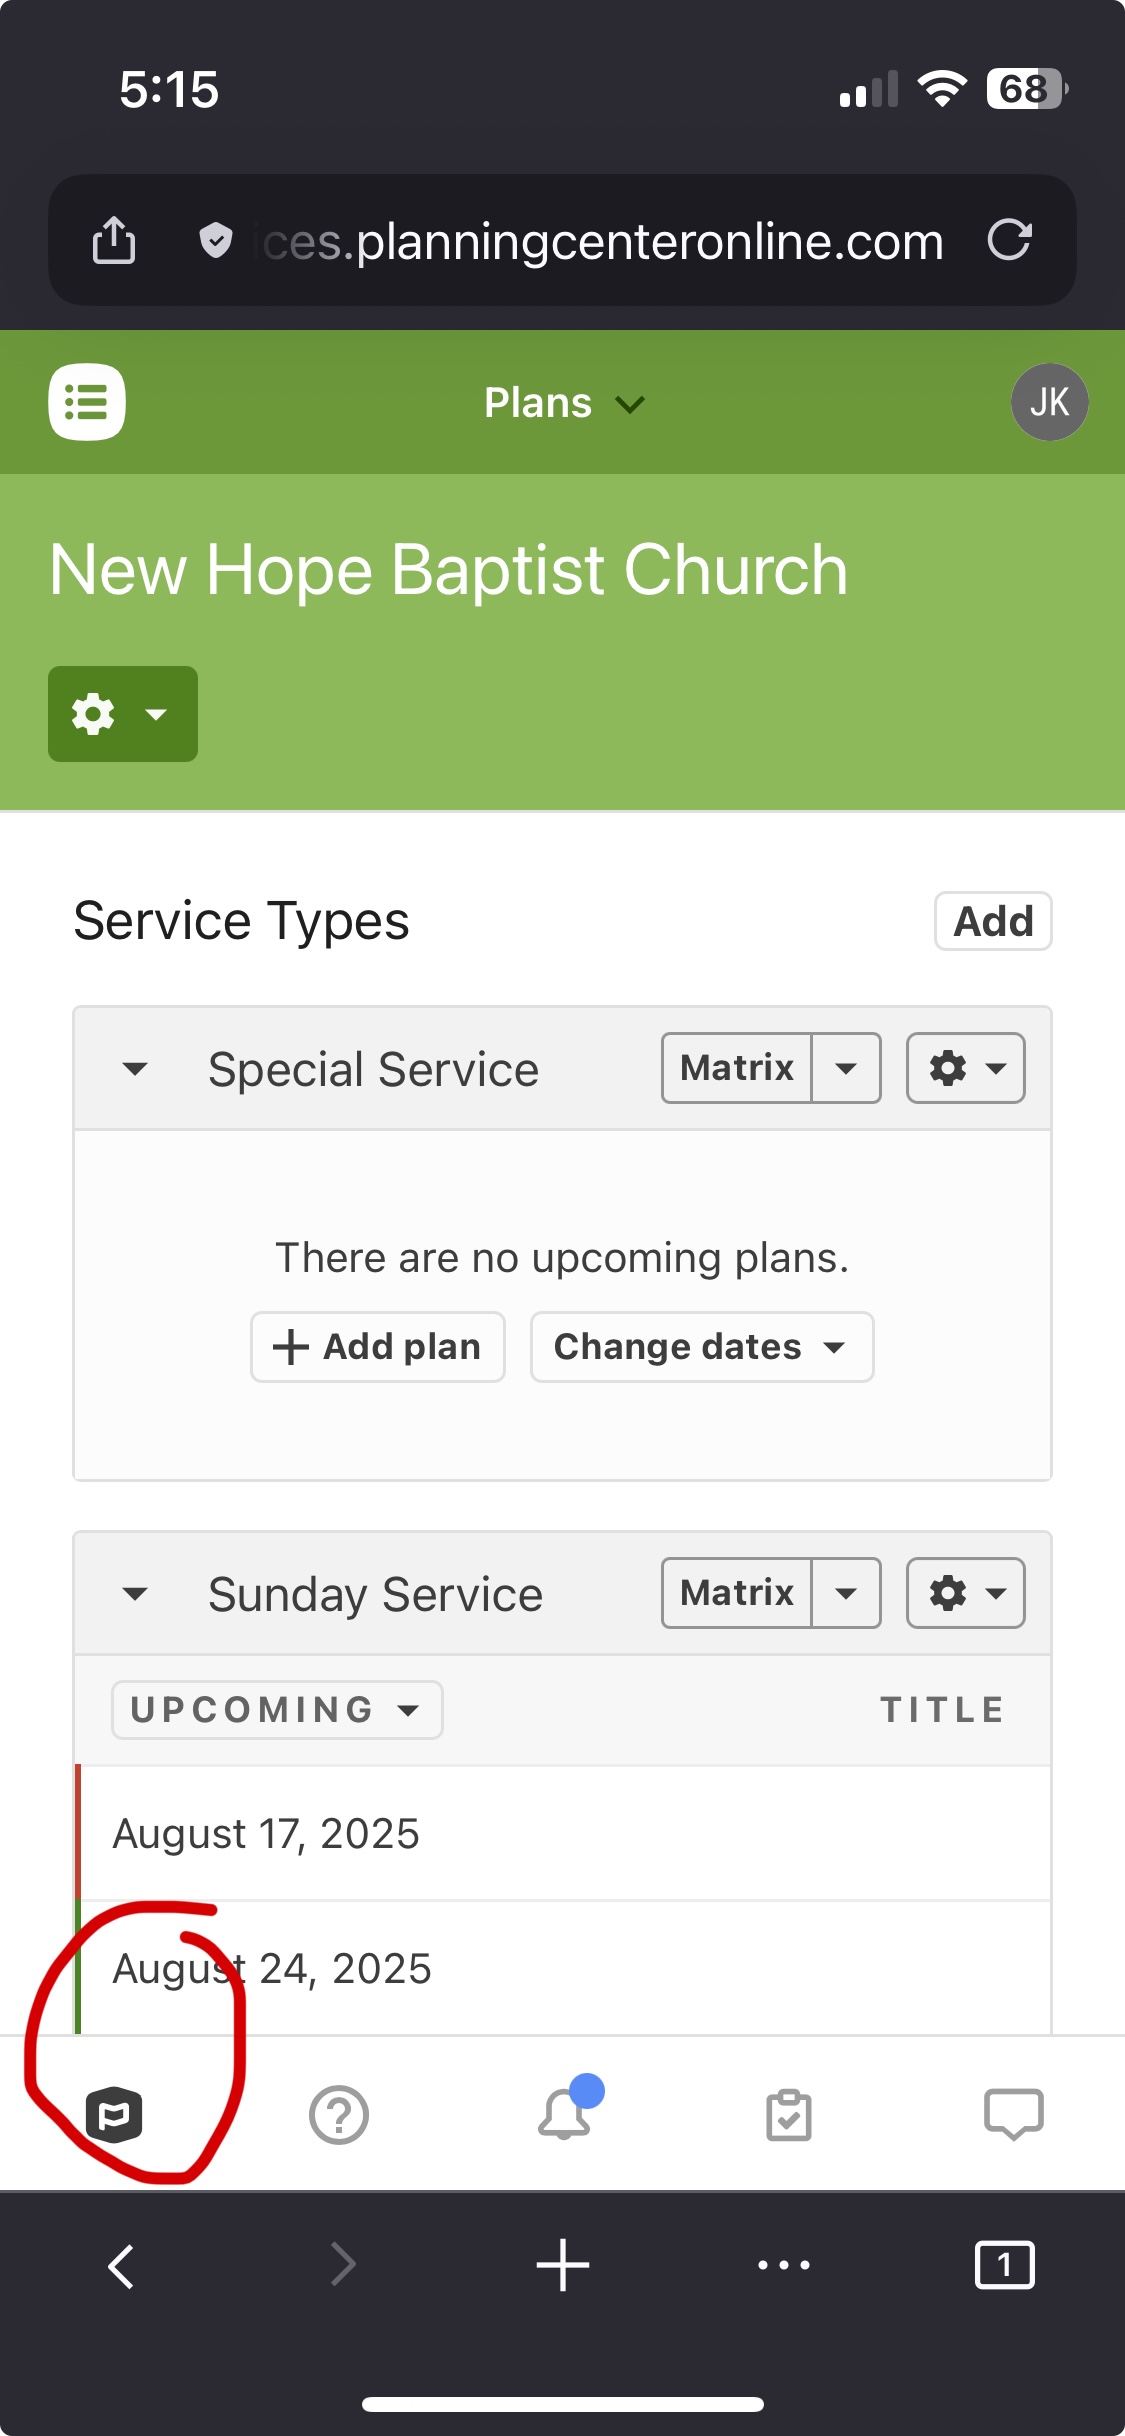 5:15
68
ices.planningcenteronline.com
Plans
JK
New Hope Baptist Church
Service Types
Add
Special Service
Matrix
There are no upcoming plans.
Add plan
Change dates
Sunday Service
Matrix
UPCOMING
TITLE
August 17, 2025
August 24, 2025
1